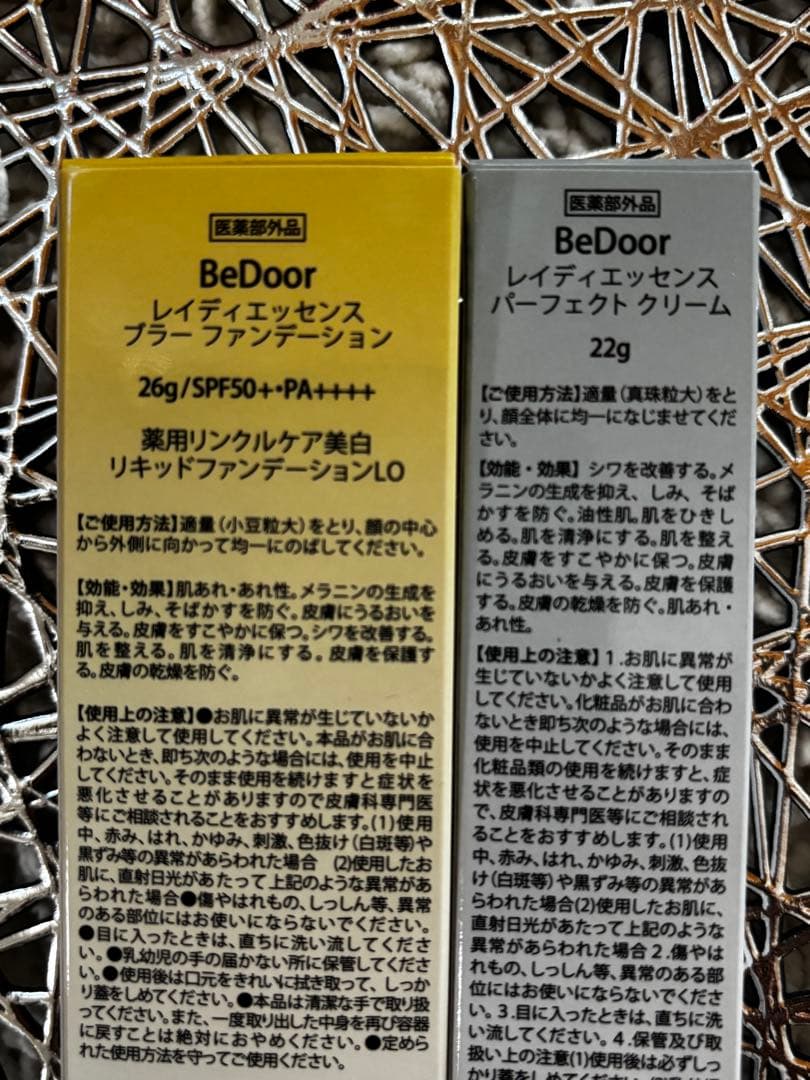 医薬部外品
BeDoor
レイディエッセンス
ブラー ファンデーション
26g/SPF50+・PA++++
薬用リンクルケア美白
リキッドファンデーションLO
【ご使用方法】適量(小豆粒大)をとり、顔の中心
から外側に向かって均一にのばしてください。
【効能・効果】肌あれ・あれ性。メラニンの生成を
抑え、しみ、そばかすを防ぐ。皮膚にうるおいを
与える。皮膚をすこやかに保つ。シワを改善する。
肌を整える。肌を清浄にする。皮膚を保護す
る。皮膚の乾燥を防ぐ。
【使用上の注意】●お肌に異常が生じていないか
よく注意して使用してください。本品がお肌に合
わないとき、即ち次のような場合には、使用を中止
してください。そのまま使用を続けますと症状を
悪化させることがありますので皮膚科専門医
等にご相談されることをおすすめします。(1)使用
中、赤み、はれ、かゆみ、刺激、色抜け(白斑等)や
黒ずみ等の異常があらわれた場合 (2)使用したお
肌に、直射日光があたって上記のような異常があ
らわれた場合●傷やはれもの、しっしん等、異常
のある部位にはお使いにならないでください。
●目に入ったときは、直ちに洗い流してくださ
い。●乳幼児の手の届かない所に保管してくださ
い。●使用後は口元をきれいに拭き取って、しっか
り蓋をしめてください。●本品は清潔な手で取り扱
ってください。また、一度取り出した中身を再び容器
に戻すことは絶対におやめください。●定めら
れた使用方法を守ってご使用ください。
医薬部外品
BeDoor
レイディエッセンス
パーフェクト クリーム
22g
【ご使用方法】適量(真珠粒大)をと
り、顔全体に均一になじませてくだ
さい。
【効能・効果】 シワを改善する。メ
ラニンの生成を抑え、しみ、そば
かすを防ぐ。油性肌。肌をひきし
める。肌を清浄にする。肌を整え
る。皮膚をすこやかに保つ。皮膚
にうるおいを与える。皮膚を保護
する。皮膚の乾燥を防ぐ。肌あれ・
あれ性。
【使用上の注意】1.お肌に異常が
生じていないかよく注意して使用
してください。化粧品がお肌に合わ
ないとき即ち次のような場合には、
使用を中止してください。そのまま
化粧品類の使用を続けますと、症
状を悪化させることがありますの
で、皮膚科専門医等にご相談され
ることをおすすめします。(1)使用
中、赤み、はれ、かゆみ、刺激、色抜
け(白斑等)や黒ずみ等の異常があ
らわれた場合(2)使用したお肌に、
直射日光があたって上記のような
異常があらわれた場合2.傷やは
れもの、しっしん等、異常のある部
位にはお使いにならないでくださ
い。3.目に入ったときは、直ちに洗
い流してください。4.保管及び取
扱い上の注意(1)使用後は必ずしっ
かり蓋をしめてください。